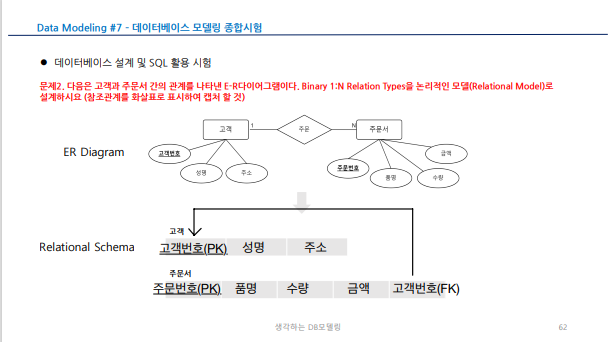 Data Modeling #7 - 데이터베이스 모델링 종합시험
● 데이터베이스 설계 및 SQL 활용 시험
문제2. 다음은 고객과 주문서 간의 관계를 나타낸 E-R다이어그램이다. Binary 1:N Relation Types을 논리적인 모델(Relational Model)로
설계하시요 (참조관계를 화살표로 표시하여 캡처 할 것)
고객 1 주문 N 주문서
ER Diagram
고객번호 성명 주소 주문번호 품명 수량 금액
고객
Relational Schema
고객번호(PK) 성명 주소
주문서
주문번호(PK) 품명 수량 금액 고객번호(FK)
생각하는 DB모델링
62